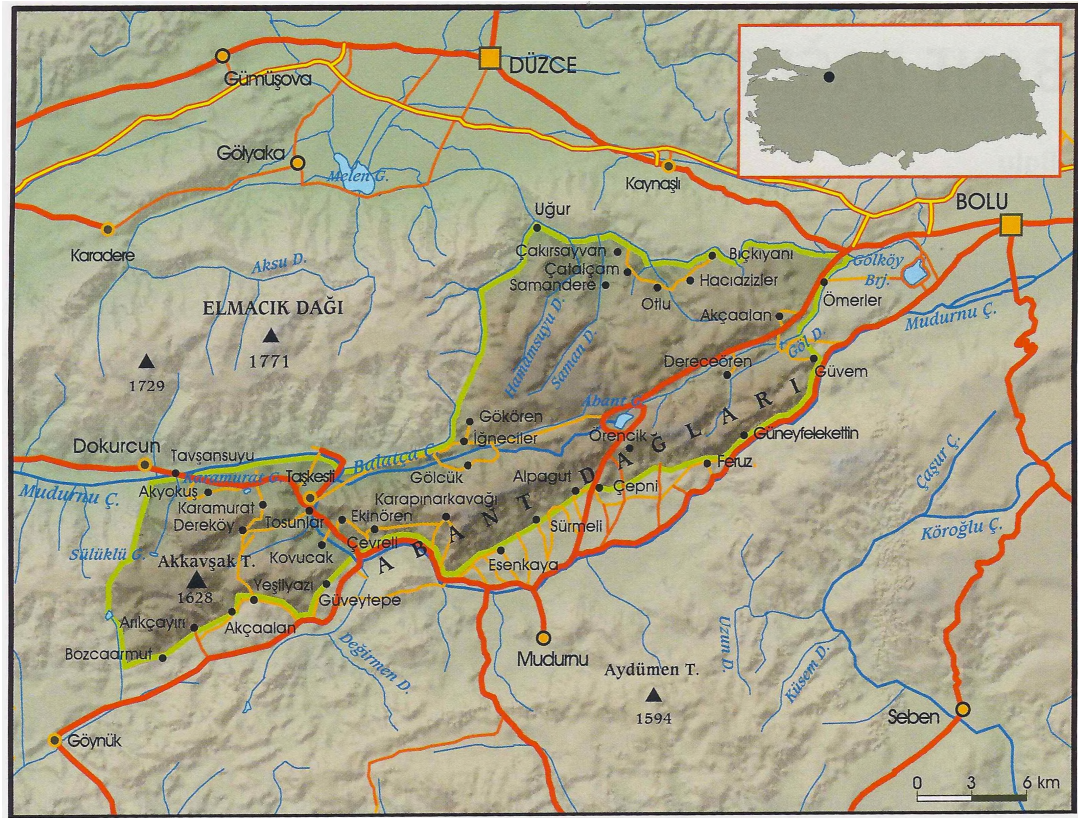 DÜZCE
Gümüşova
Gölyaka
Melen G.
Kaynaşlı
BOLU
Karadere
Uğur
Aksu D.
Çakırsayvan
Bıçkıyanı
Gölköy
Brj.
Çatalçam
Samandere
Hacıazizler
Otlu
Ömerler
ELMACIK DAĞI
1771
1729
Hamamsuyu D.
Saman D.
Akçaalan
Mudurnu Ç.
Göl D.
Dereceören
Güvem
Abant G.
Gökören
İğneciler
Örencik
Güneyfelekettin
Dokurcun
Tavşansuyu
Balıtça Ç.
Gölcük
Feruz
Karamurat G.
Taşkesti
Mudurnu Ç.
Akyokuş
Alpagut
Çepni
Çaşur Ç.
Karamurat
Karapınarkavağı
Dereköy
Tosunlar
Ekinören
Sürmeli
Köroğlu Ç.
Çevreli
ABANT DAĞLARI
Sülüklü G.
Akkavşak T.
1628
Kovucak
Esenkaya
Yeşilyazı
Güveytepe
Arıkçayırı
Akçaalan
Bozcaarmut
Değirmen D.
Mudurnu
Uzun D.
Küsem D.
Aydümen T.
1594
Seben
Göynük
0 3 6 km